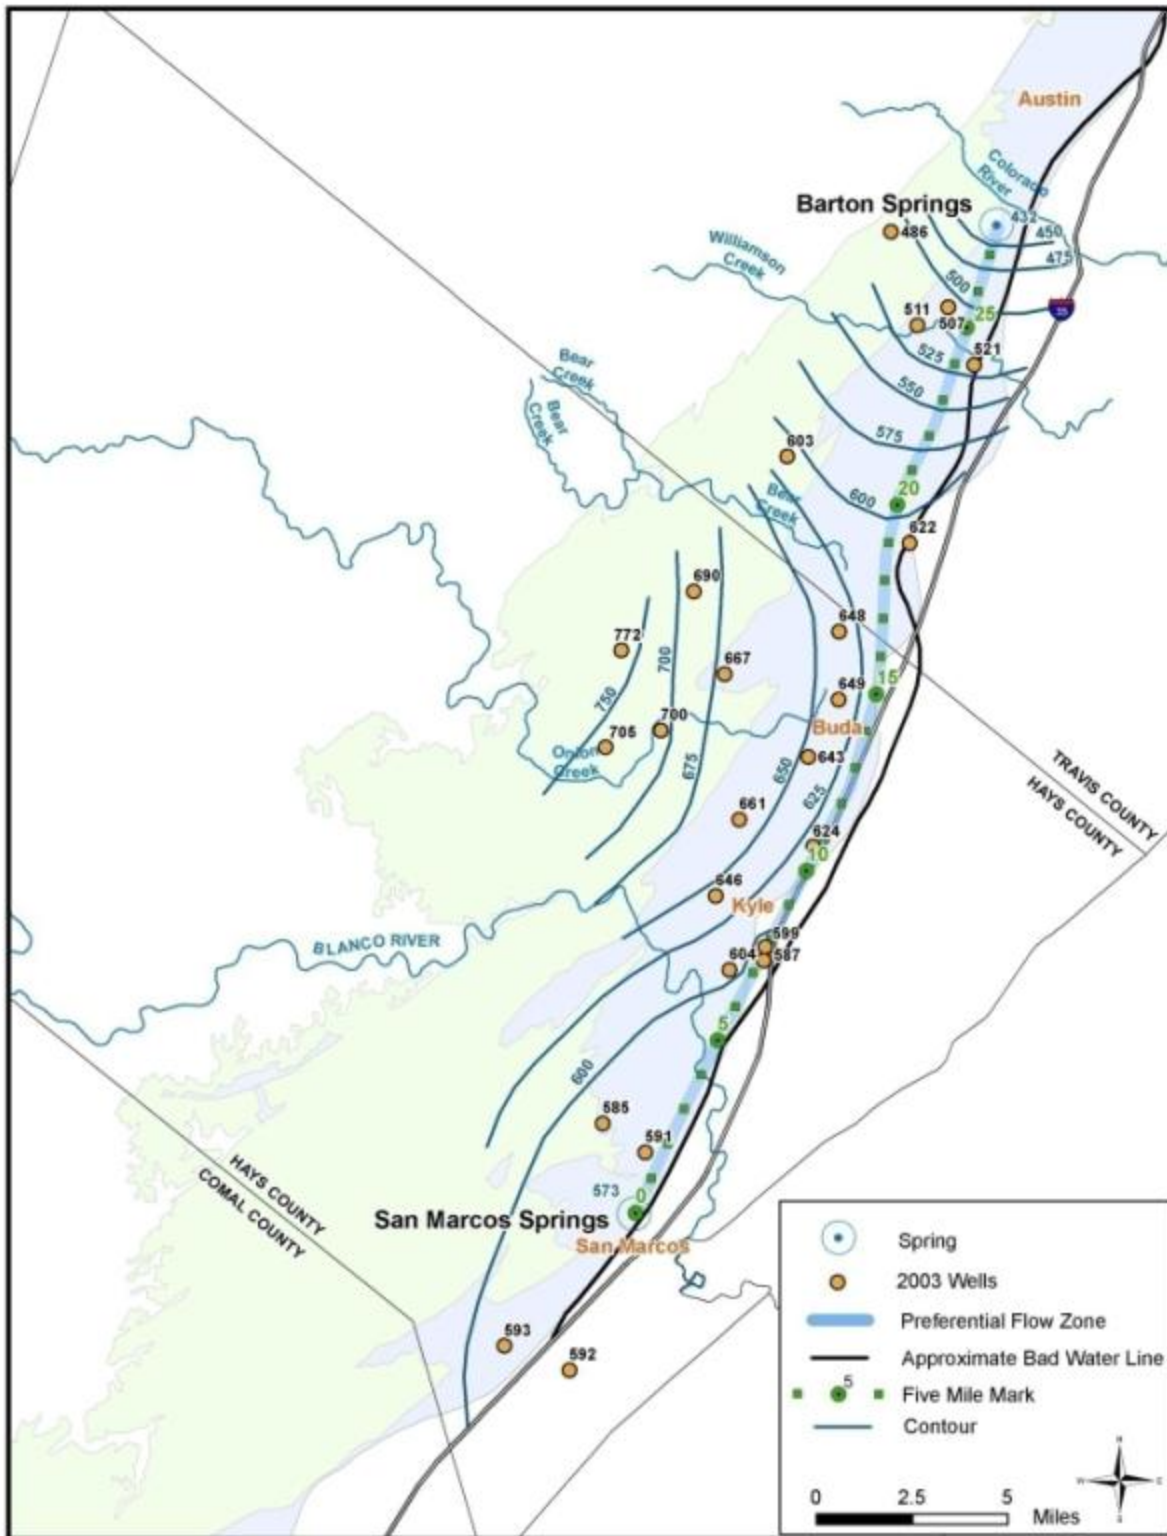 Austin
Colorado
River
Barton Springs
432
450
486
475
Williamson
Creek
500
511
507
25
35
521
525
550
Bear
Creek
Bear
Creek
575
603
20
600
Bear
Creek
622
690
648
772
667
700
649
15
750
700
Buda
705
Onion
Creek
643
675
650
625
TRAVIS COUNTY
HAYS COUNTY
661
624
10
646
Kyle
BLANCO RIVER
599
604
587
5
600
585
591
HAYS COUNTY
COMAL COUNTY
573
0
San Marcos Springs
San Marcos
593
592
Spring
2003 Wells
Preferential Flow Zone
Approximate Bad Water Line
5
Five Mile Mark
Contour
N
W
E
S
0
2.5
5
Miles